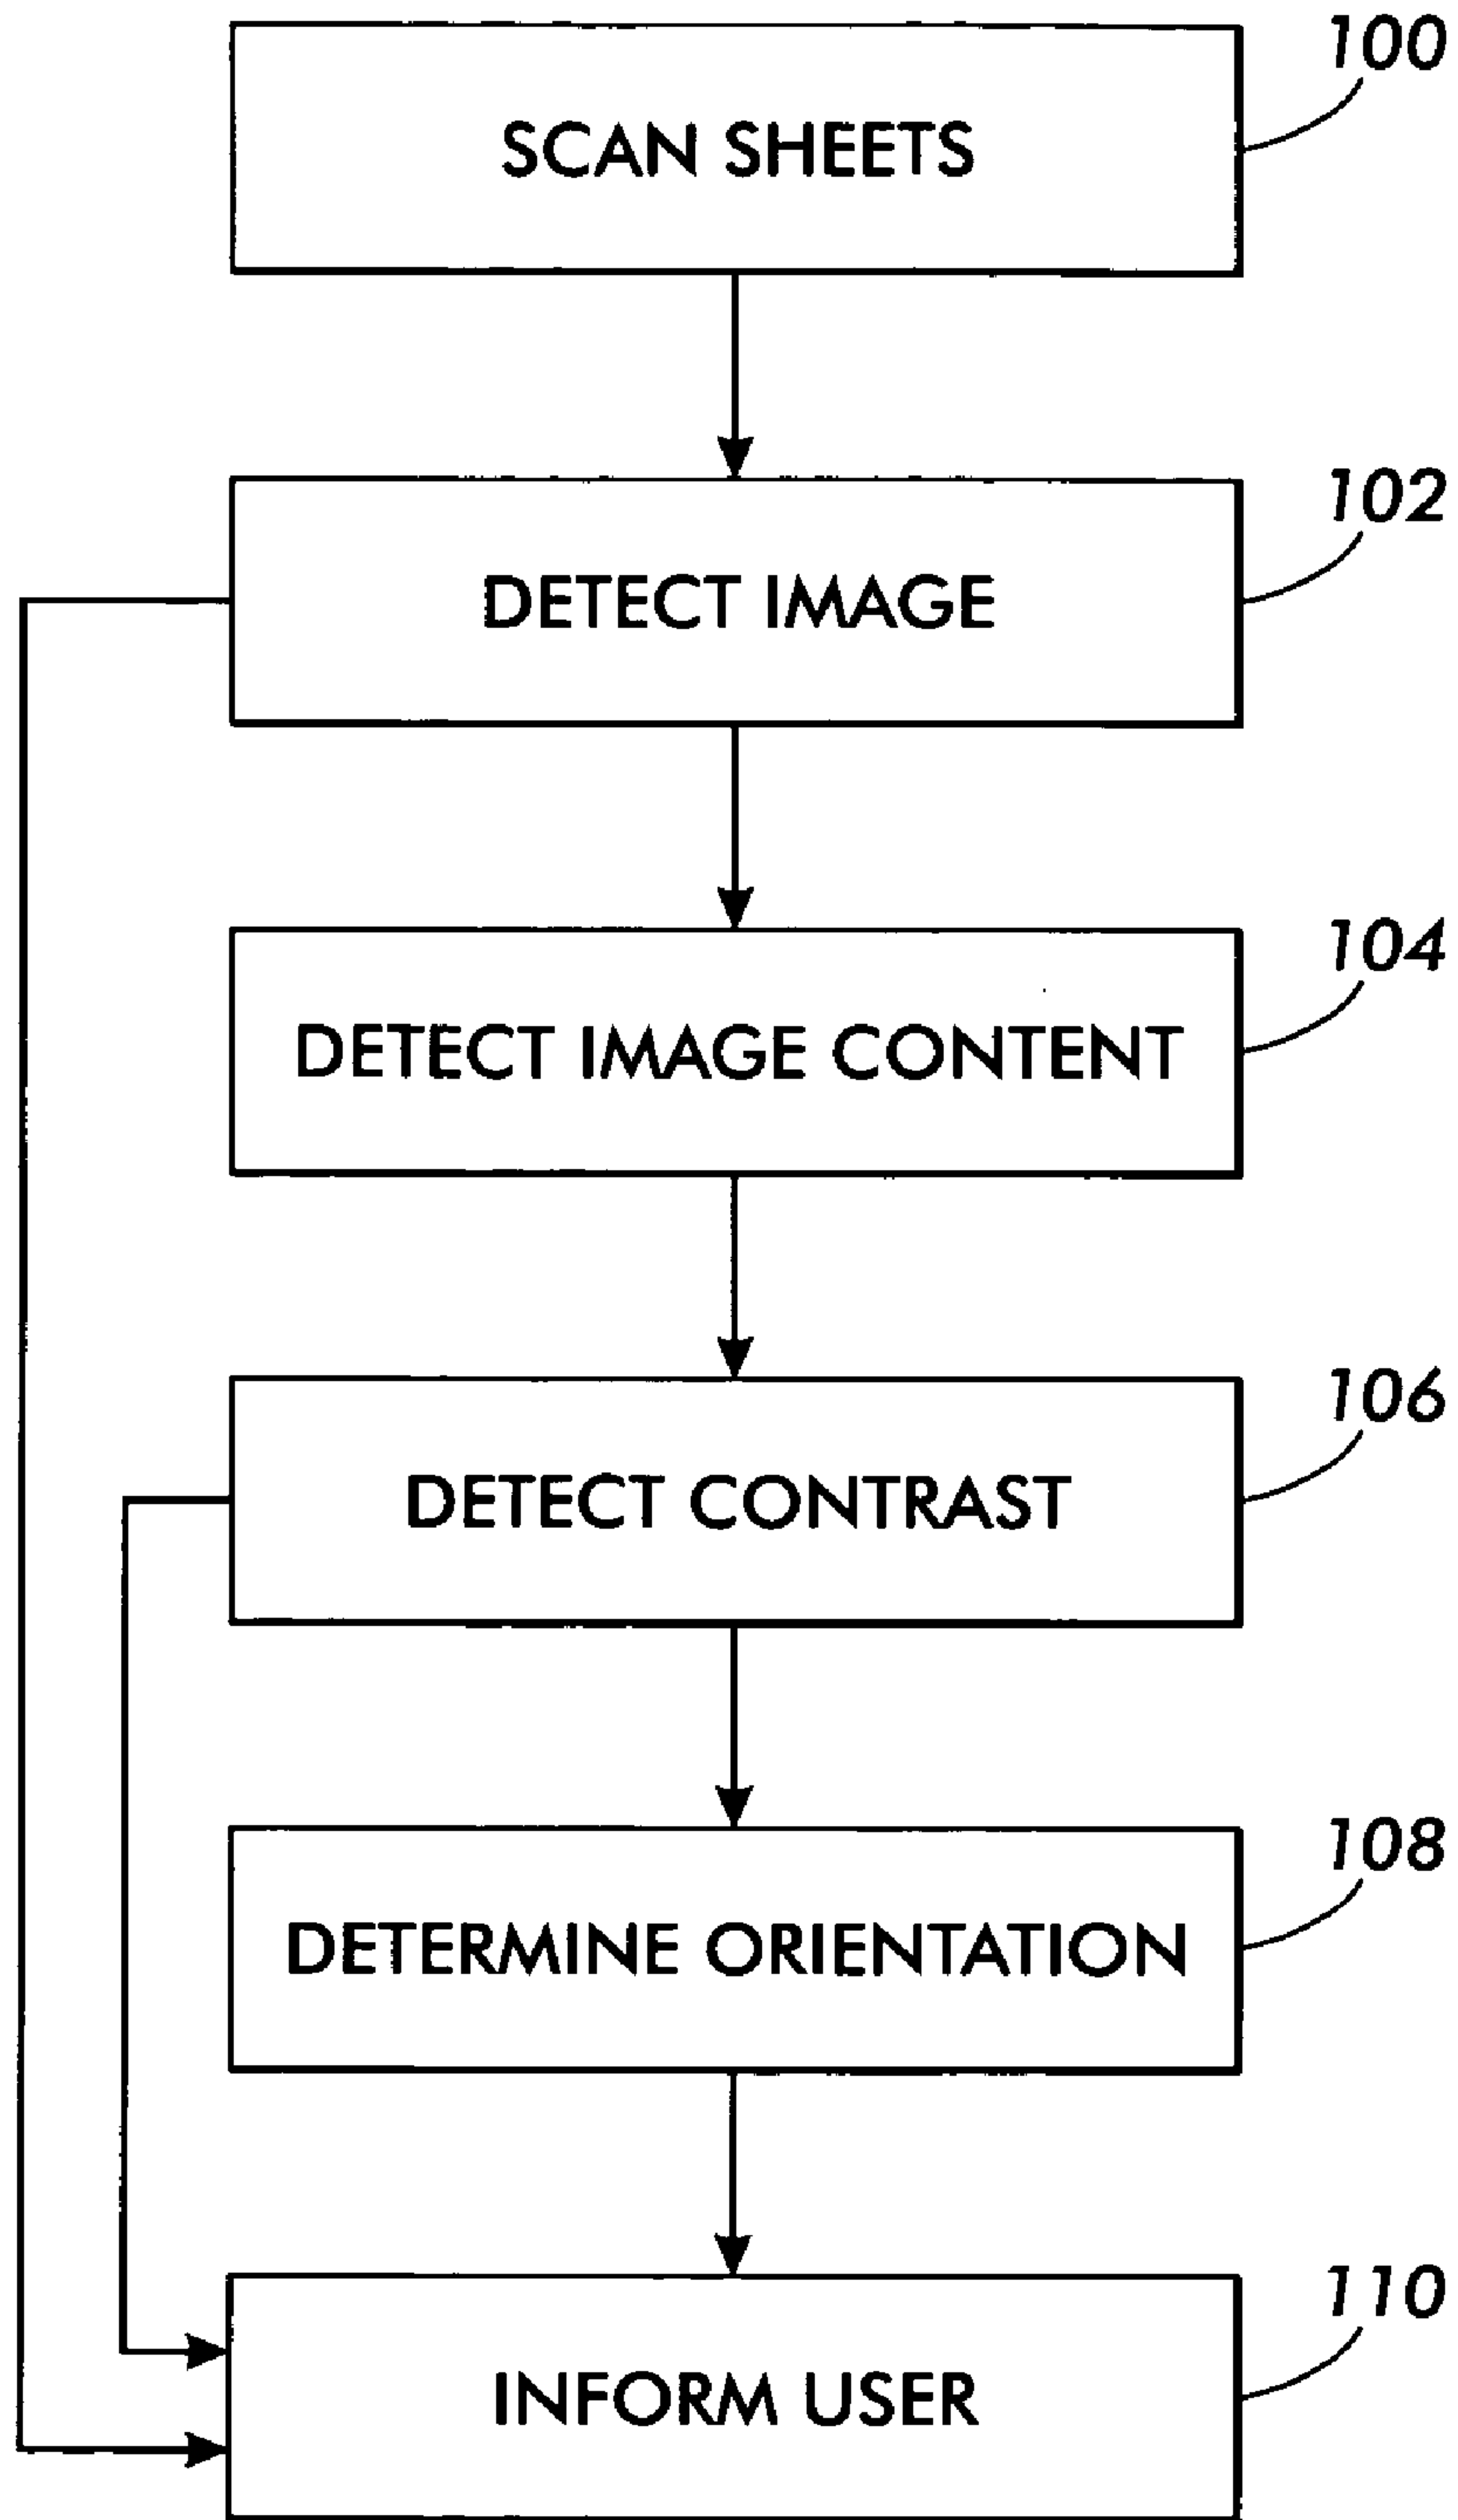 100
SCAN SHEETS
102
DETECT IMAGE
104
DETECT IMAGE CONTENT
106
DETECT CONTRAST
108
DETERMINE ORIENTATION
110
INFORM USER